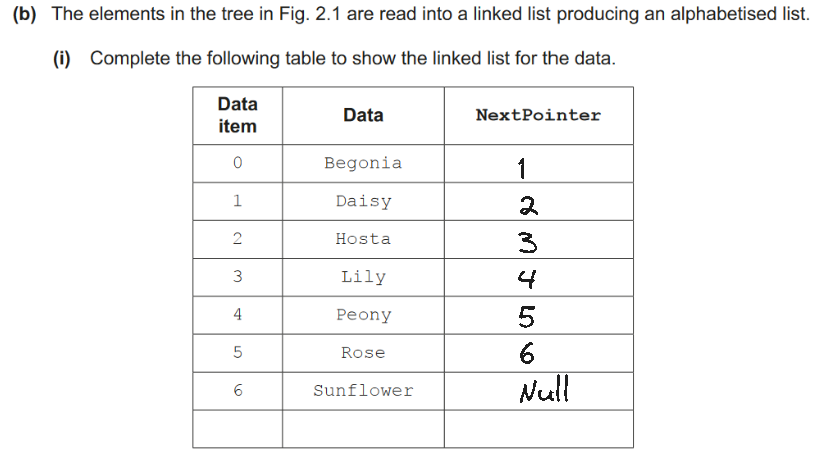 (b) The elements in the tree in Fig. 2.1 are read into a linked list producing an alphabetised list.
(i) Complete the following table to show the linked list for the data.
Data item Data NextPointer
0 Begonia 1
1 Daisy 2
2 Hosta 3
3 Lily 4
4 Peony 5
5 Rose 6
6 Sunflower Null